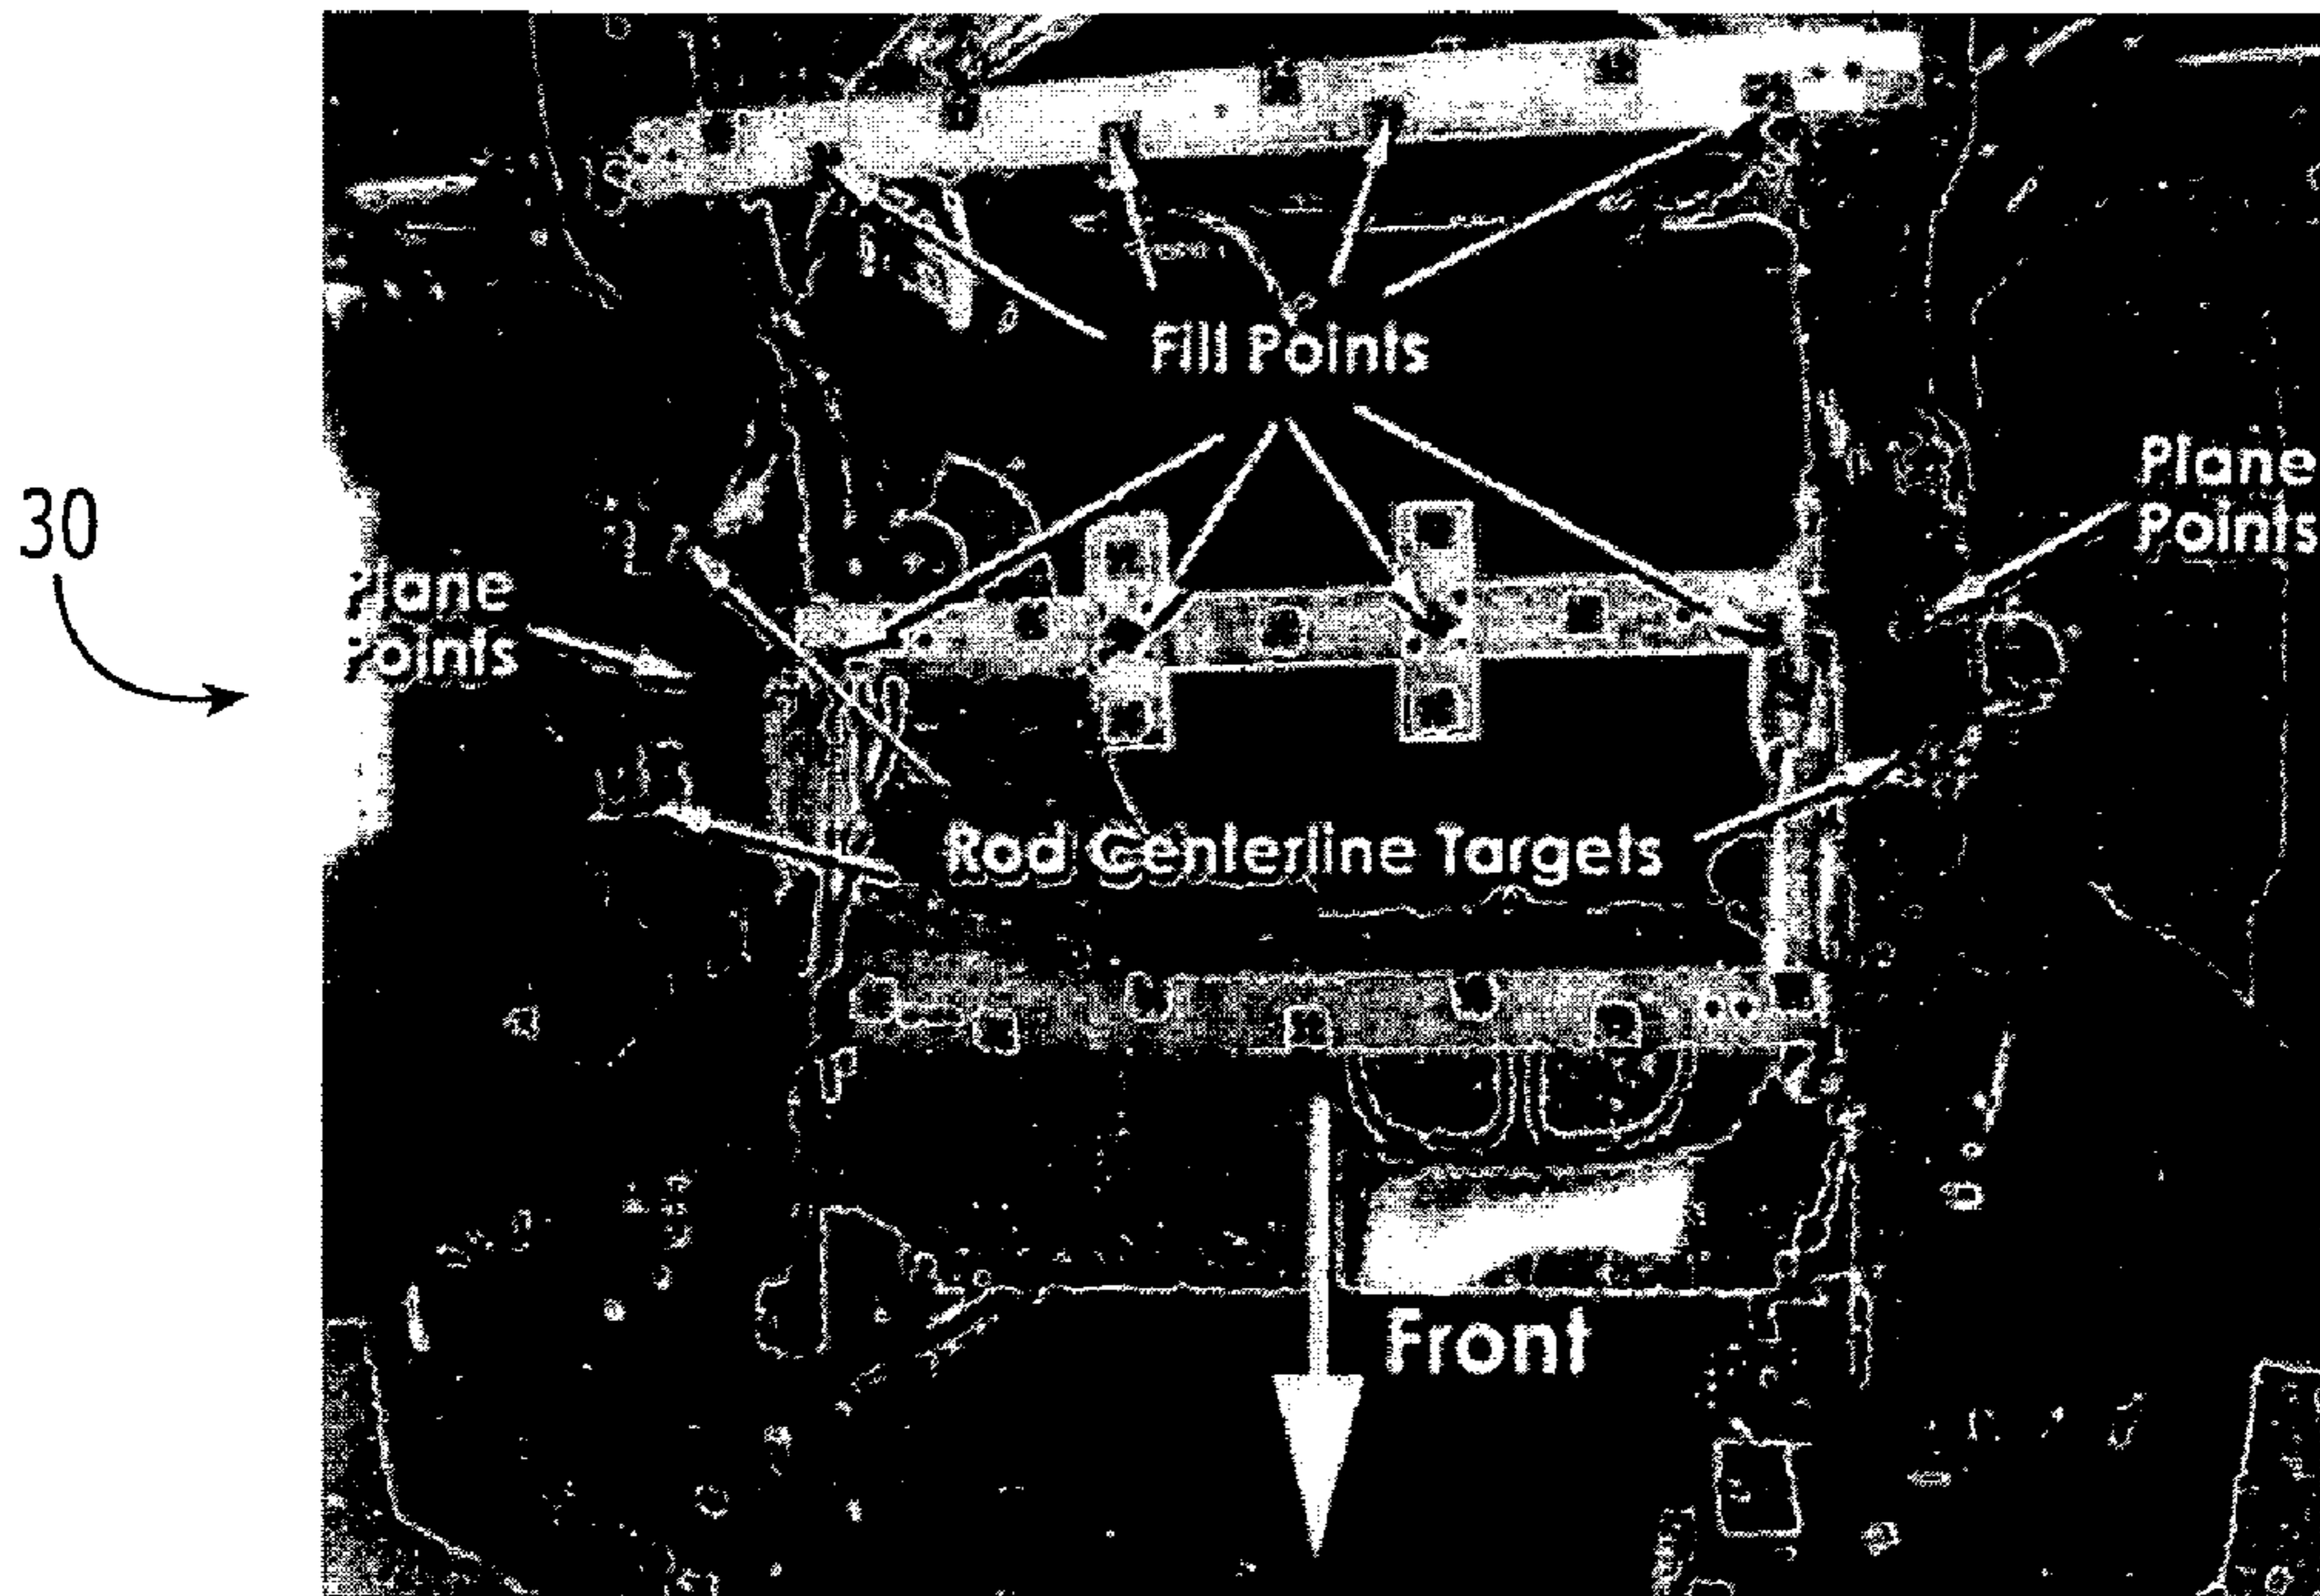 Fill Points
Plane
Points
30
Plane
Points
Rod Centerline Targets
Front